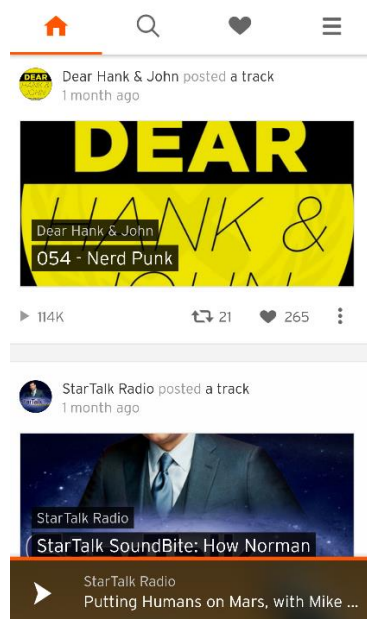 Dear Hank & John posted a track
1 month ago
DEAR
HANK &
JOHN
Dear Hank & John
054 - Nerd Punk
114K
21
265
StarTalk Radio posted a track
1 month ago
StarTalk Radio
StarTalk SoundBite: How Norman
StarTalk Radio
Putting Humans on Mars, with Mike ...